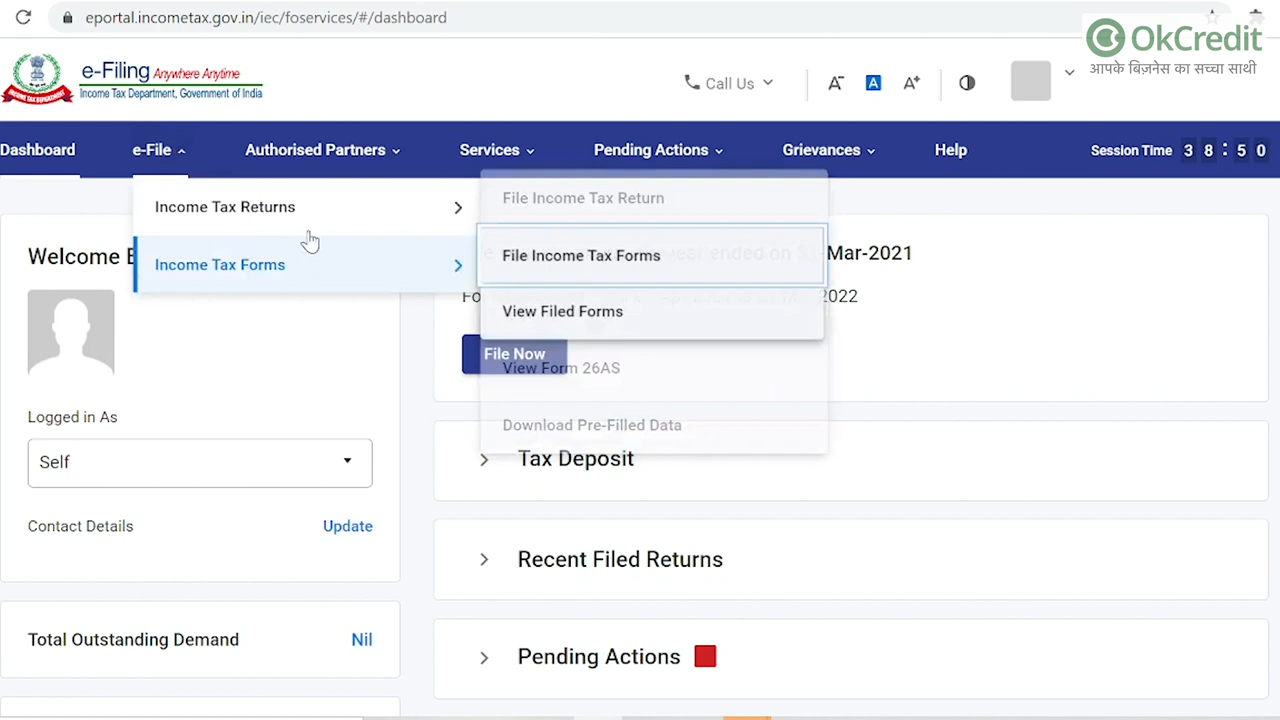 eportal.incometax.gov.in/iec/foservices/#/dashboard
OkCredit
आपके बिज़नेस का सच्चा साथी
e-Filing Anywhere Anytime
Income Tax Department, Government of India
Call Us
A-
A
A+
Dashboard
e-File
Authorised Partners
Services
Pending Actions
Grievances
Help
Session Time 3 8 : 5 0
Income Tax Returns
Income Tax Forms
File Income Tax Return
File Income Tax Forms
View Filed Forms
View Form 26AS
Download Pre-Filled Data
Welcome
Logged in As
Self
Contact Details
Update
Total Outstanding Demand
Nil
ended on
-Mar-2021
2022
File Now
Tax Deposit
Recent Filed Returns
Pending Actions